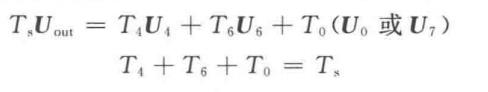 TₛU_out = T₄U₄ + T₆U₆ + T₀(U₀ 或 U₇)
T₄ + T₆ + T₀ = Tₛ